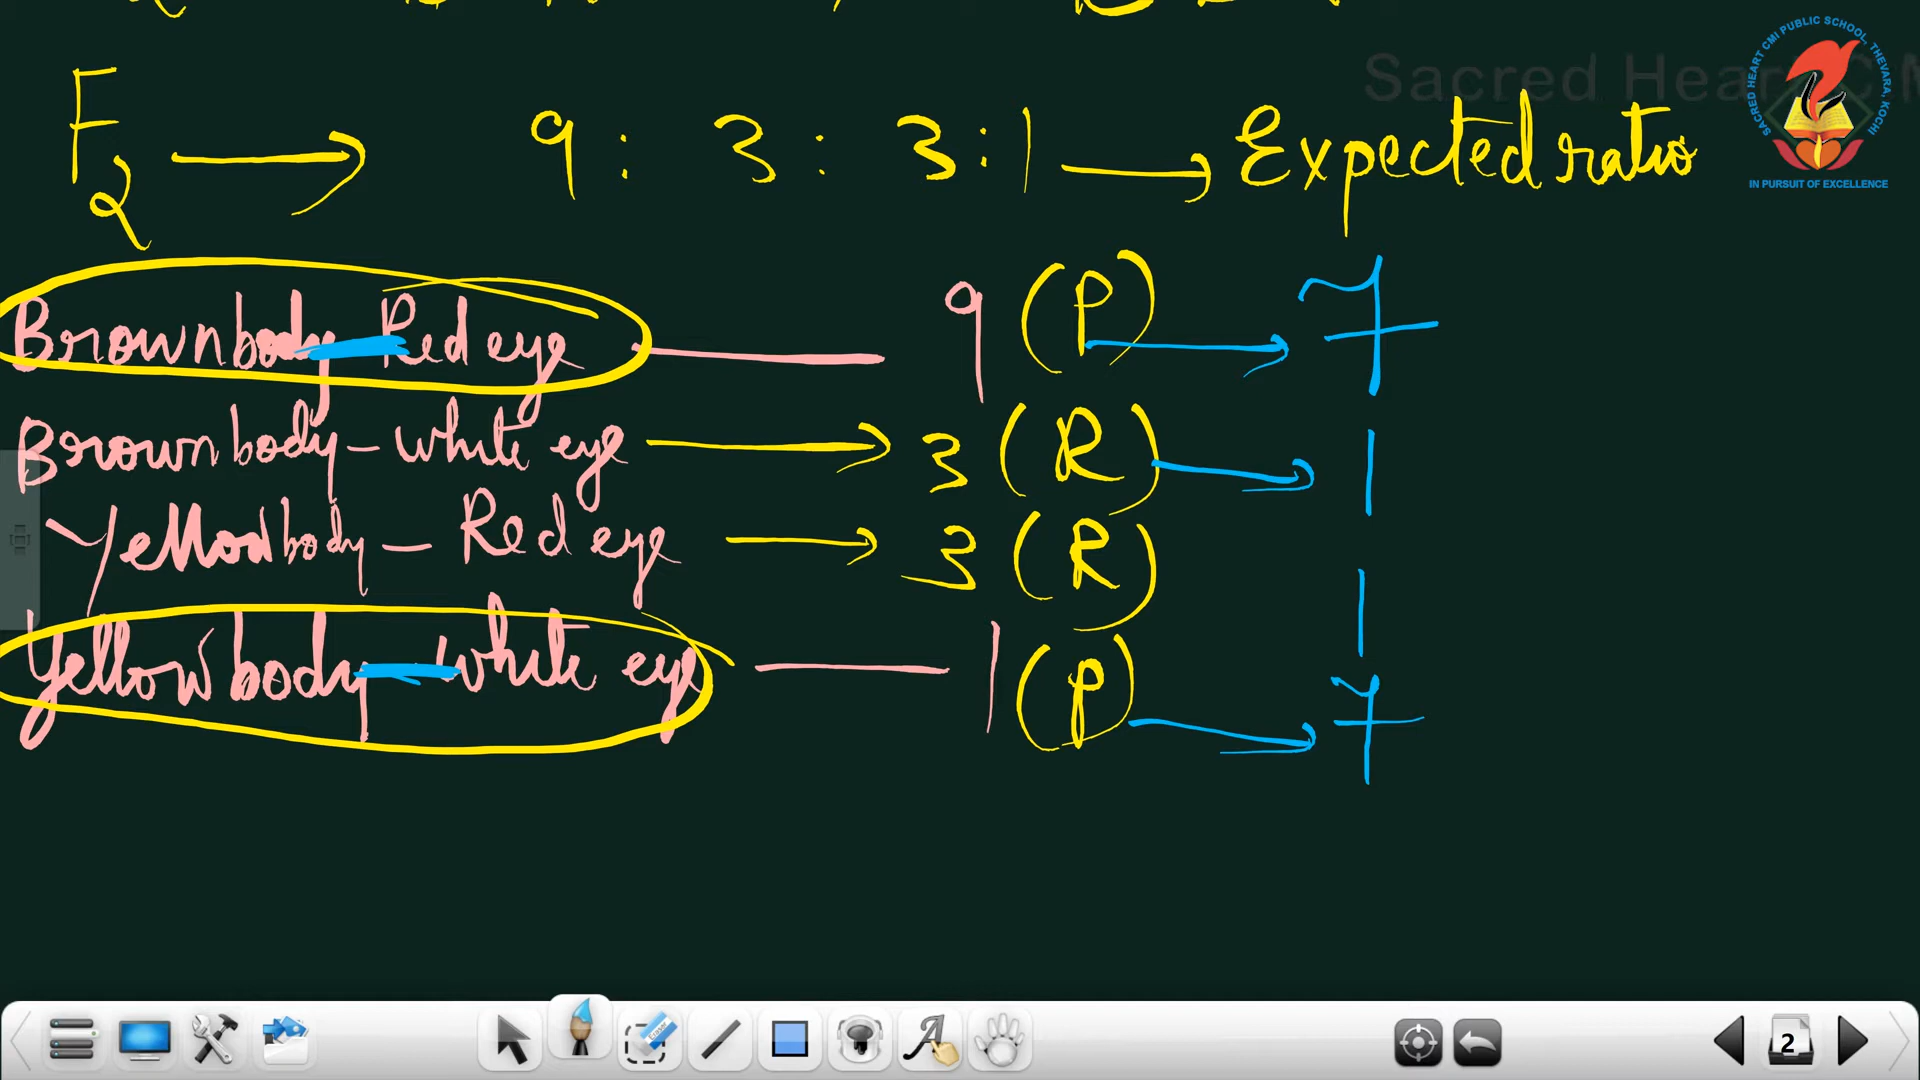 Sacred Heart C M
SACRED HEART CMI PUBLIC SCHOOL, THEVARA, KOCHI
IN PURSUIT OF EXCELLENCE
F2 → 9 : 3 : 3 : 1 → Expected ratio
Brown body - Red eye — 9 (P) → 7
Brown body - white eye → 3 (R) → 1
Yellow body - Red eye → 3 (R) 1
Yellow body - white eye — 1 (P) → 7
2